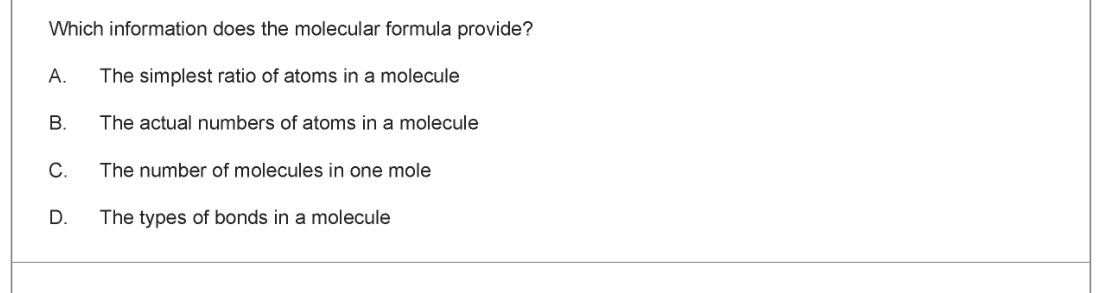 Which information does the molecular formula provide?
A. The simplest ratio of atoms in a molecule
B. The actual numbers of atoms in a molecule
C. The number of molecules in one mole
D. The types of bonds in a molecule